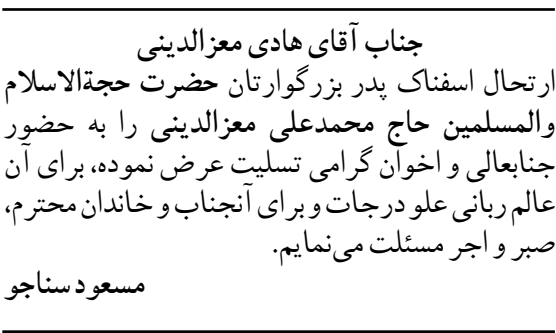 جناب آقای هادی معزالدینی
ارتحال اسفناک پدر بزرگوارتان حضرت حجةالاسلام
والمسلمین حاج محمدعلی معزالدینی را به حضور
جنابعالی و اخوان گرامی تسلیت عرض نموده، برای آن
عالم ربانی علو درجات و برای آنجناب و خاندان محترم،
صبر و اجر مسئلت می‌نمایم.
مسعود سناجو